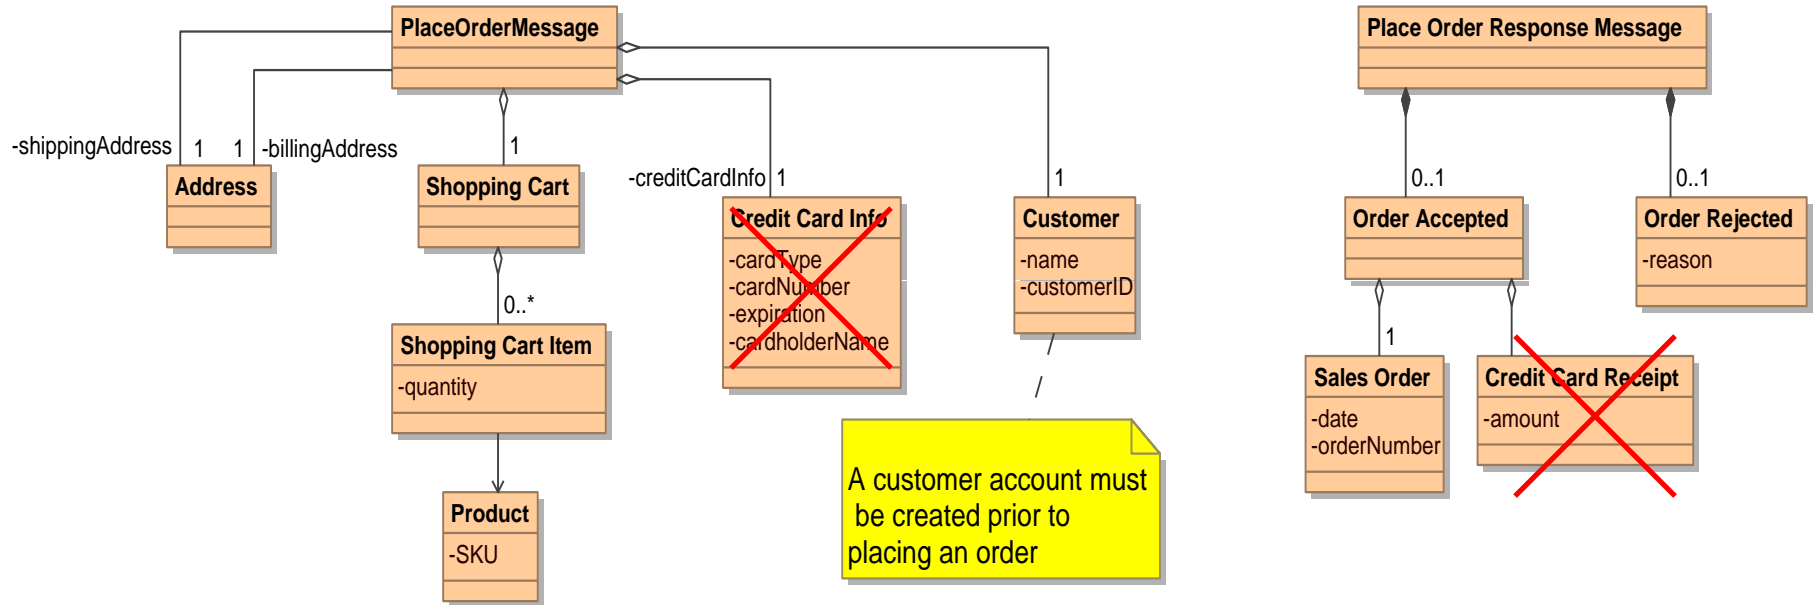 PlaceOrderMessage
Place Order Response Message
-shippingAddress 1 1 -billingAddress
1
-creditCardInfo 1
1
0..1
0..1
Address
Shopping Cart
Credit Card Info
-cardType
-cardNumber
-expiration
-cardholderName
Customer
-name
-customerID
Order Accepted
Order Rejected
-reason
0..*
Shopping Cart Item
-quantity
1
Sales Order
-date
-orderNumber
Credit Card Receipt
-amount
A customer account must
be created prior to
placing an order
Product
-SKU